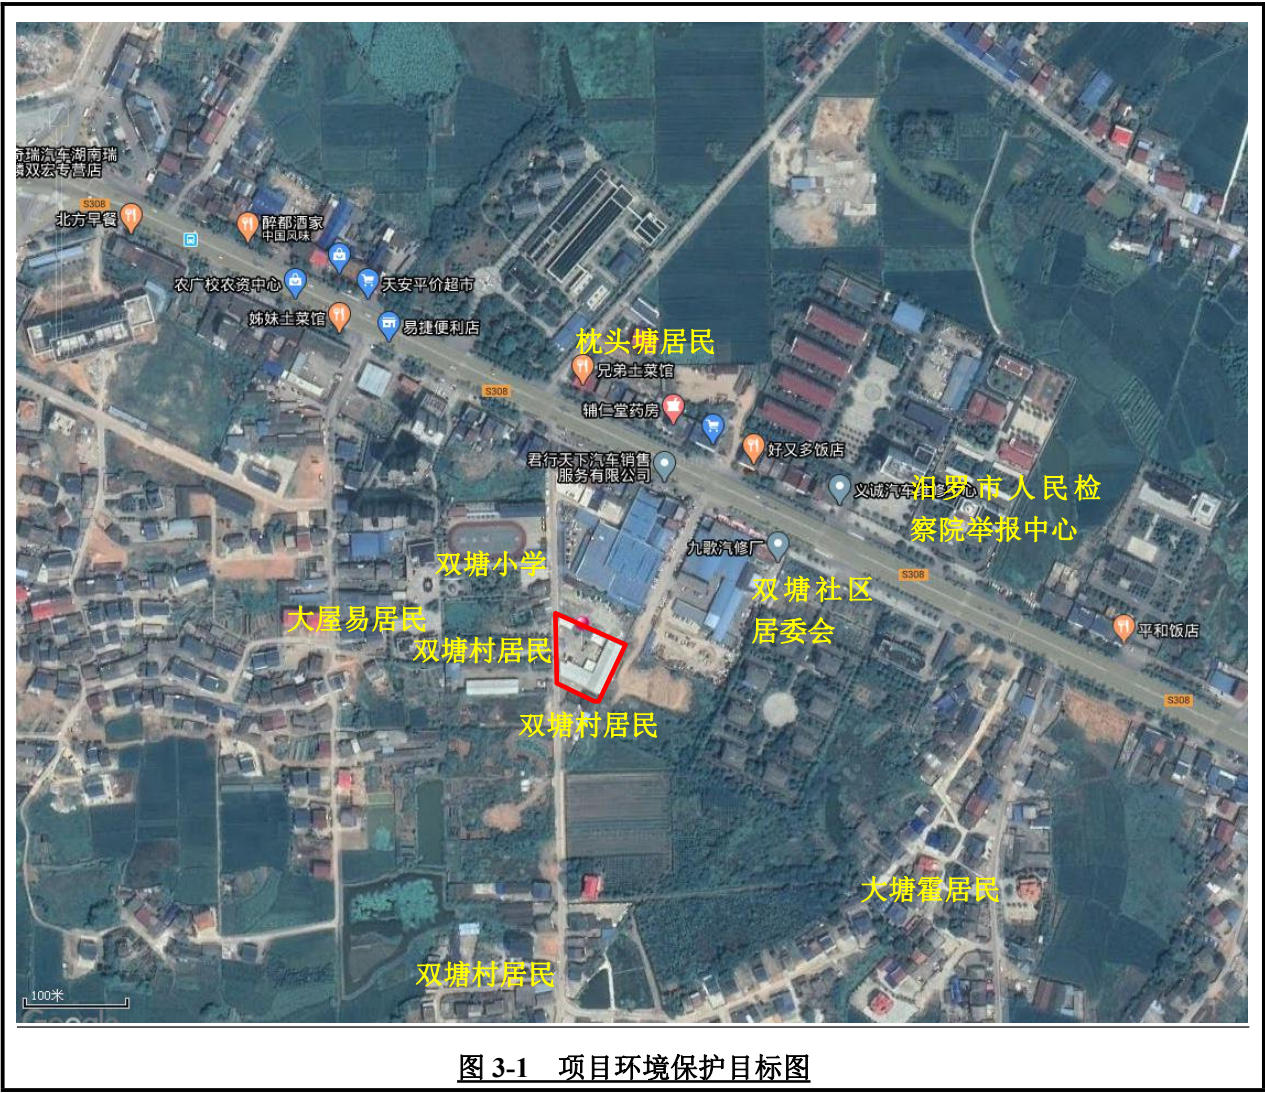 奇瑞汽车湖南瑞
麟双宏专营店
S308
北方早餐
醉都酒家
中国风味
农广校农资中心
天安平价超市
姊妹土菜馆
易捷便利店
枕头塘居民
兄弟土菜馆
S308
辅仁堂药房
好又多饭店
君行天下汽车销售
服务有限公司
义诚汽车维修中心
汨罗市人民检
察院举报中心
九歌汽修厂
双塘小学
S308
双塘社区
居委会
大屋易居民
双塘村居民
平和饭店
S308
双塘村居民
大塘霍居民
双塘村居民
100米
Google
图 3-1 项目环境保护目标图